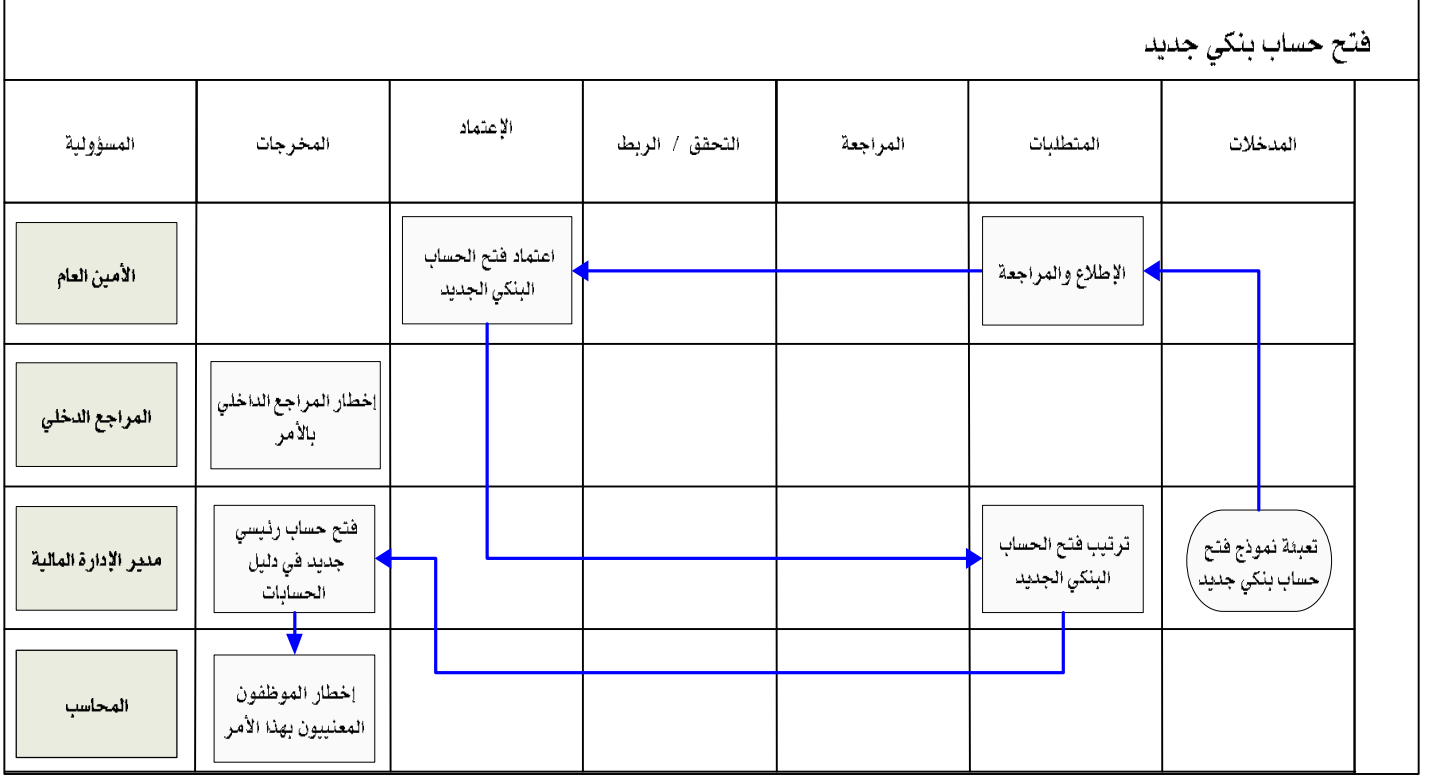 فتح حساب بنكي جديد
المدخلات
المتطلبات
المراجعة
التحقق / الربط
الإعتماد
المخرجات
المسؤولية
الإطلاع والمراجعة
اعتماد فتح الحساب
البنكي الجديد
الأمين العام
إخطار المراجع الداخلي
بالأمر
المراجع الدخلي
تعبئة نموذج فتح
حساب بنكي جديد
ترتيب فتح الحساب
البنكي الجديد
فتح حساب رئيسي
جديد في دليل
الحسابات
مدير الإدارة المالية
إخطار الموظفون
المعنييون بهذا الأمر
المحاسب